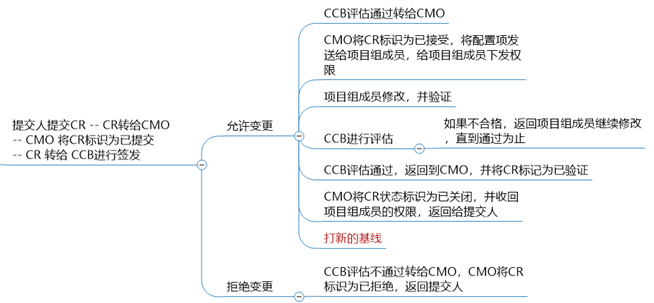 提交人提交CR -- CR转给CMO
-- CMO 将CR标识为已提交
-- CR 转给 CCB进行签发
允许变更
CCB评估通过转给CMO
CMO将CR标识为已接受，将配置项发
送给项目组成员，给项目组成员下发权
限
项目组成员修改，并验证
CCB进行评估
如果不合格，返回项目组成员继续修改
，直到通过为止
CCB评估通过，返回到CMO，并将CR标记为已验证
CMO将CR状态标识为已关闭，并收回
项目组成员的权限，返回给提交人
打新的基线
拒绝变更
CCB评估不通过转给CMO，CMO将CR
标识为已拒绝，返回提交人